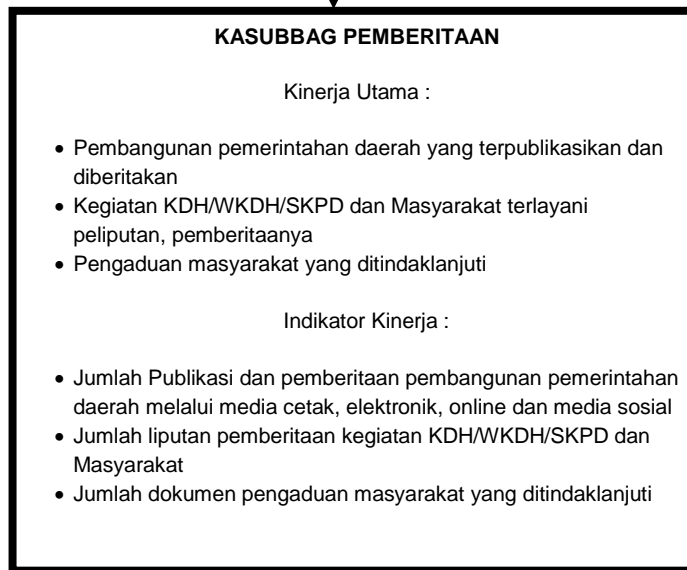 KASUBBAG PEMBERITAAN
Kinerja Utama :
• Pembangunan pemerintahan daerah yang terpublikasikan dan
diberitakan
• Kegiatan KDH/WKDH/SKPD dan Masyarakat terlayani
peliputan, pemberitaanya
• Pengaduan masyarakat yang ditindaklanjuti
Indikator Kinerja :
• Jumlah Publikasi dan pemberitaan pembangunan pemerintahan
daerah melalui media cetak, elektronik, online dan media sosial
• Jumlah liputan pemberitaan kegiatan KDH/WKDH/SKPD dan
Masyarakat
• Jumlah dokumen pengaduan masyarakat yang ditindaklanjuti